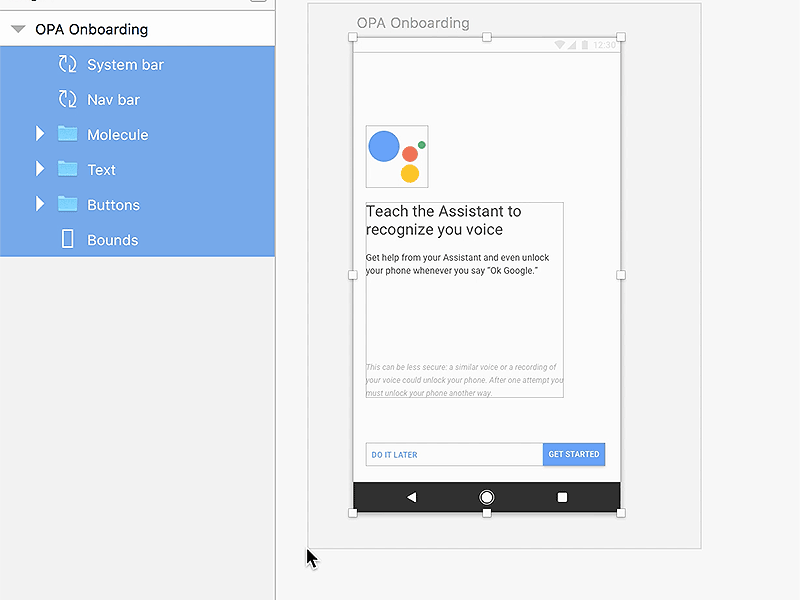 OPA Onboarding
System bar
Nav bar
Molecule
Text
Buttons
Bounds
OPA Onboarding
12:30
Teach the Assistant to
recognize you voice
Get help from your Assistant and even unlock
your phone whenever you say “Ok Google.”
This can be less secure: a similar voice or a recording of
your voice could unlock your phone. After one attempt you
must unlock your phone another way.
DO IT LATER
GET STARTED